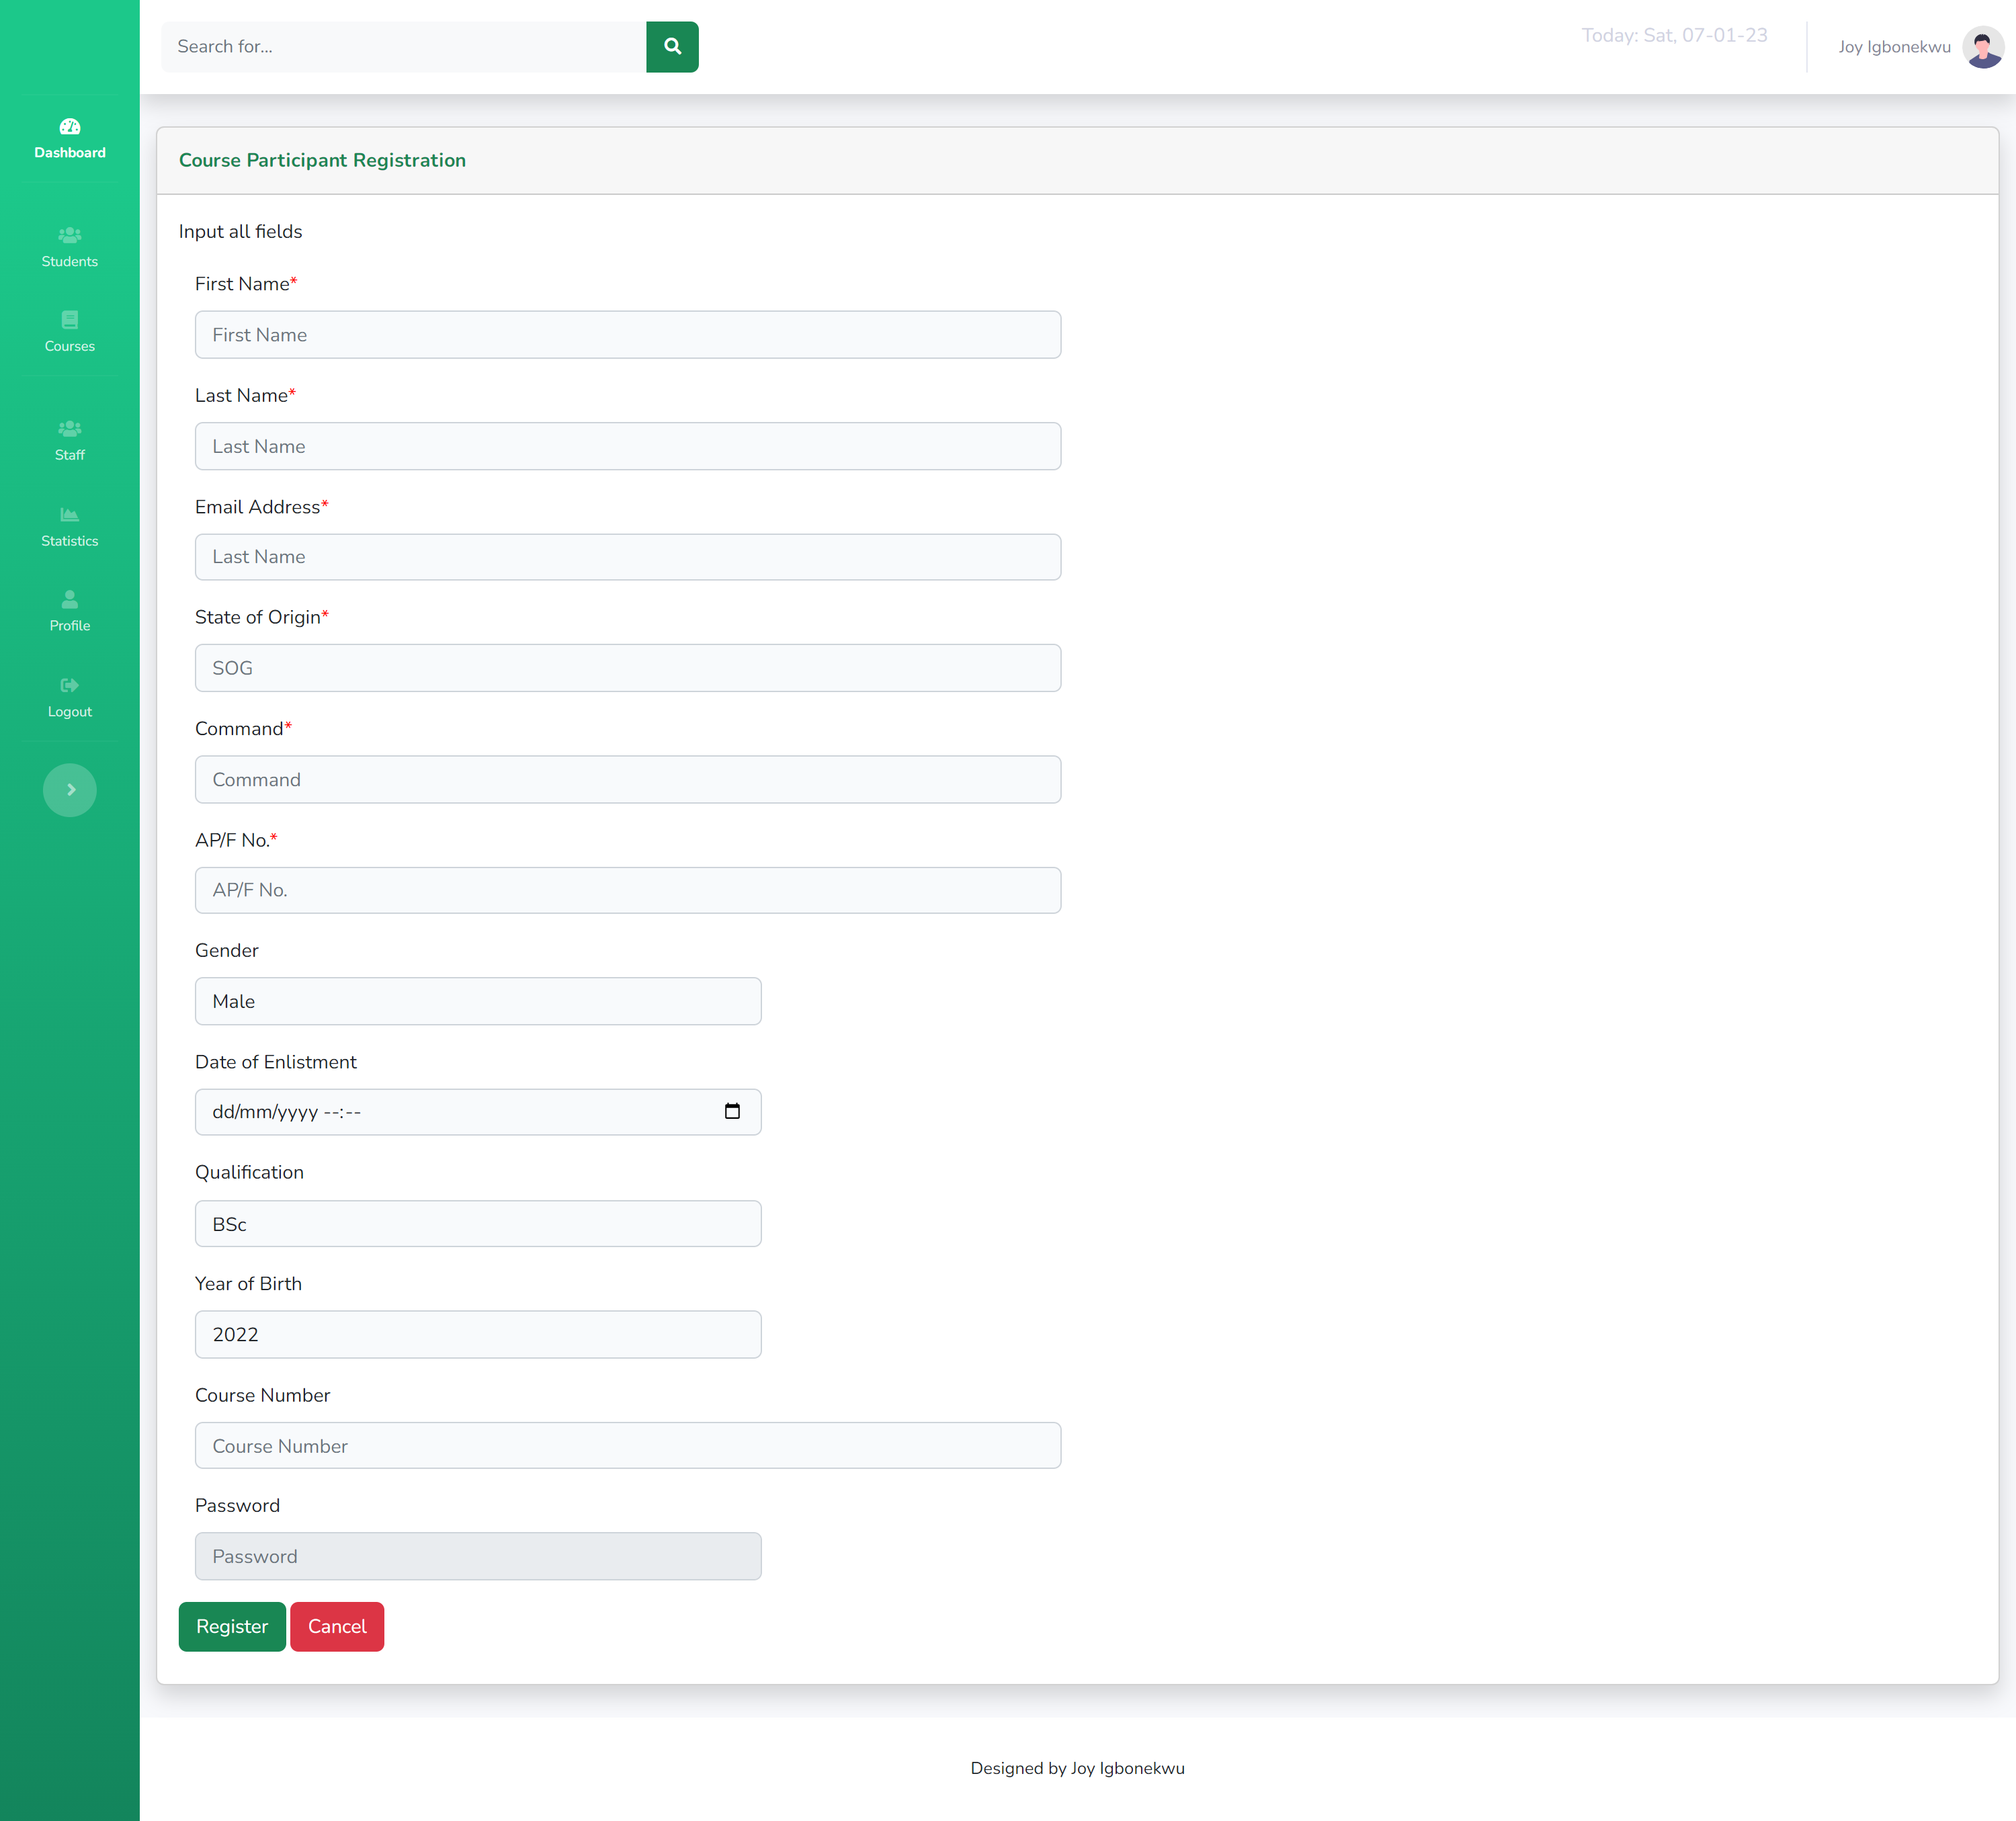 Search for...
Today: Sat, 07-01-23
Joy Igbonekwu
Dashboard
Students
Courses
Staff
Statistics
Profile
Logout
Course Participant Registration
Input all fields
First Name*
First Name
Last Name*
Last Name
Email Address*
Last Name
State of Origin*
SOG
Command*
Command
AP/F No.*
AP/F No.
Gender
Male
Date of Enlistment
dd/mm/yyyy --:--
Qualification
BSc
Year of Birth
2022
Course Number
Course Number
Password
Password
Register Cancel
Designed by Joy Igbonekwu